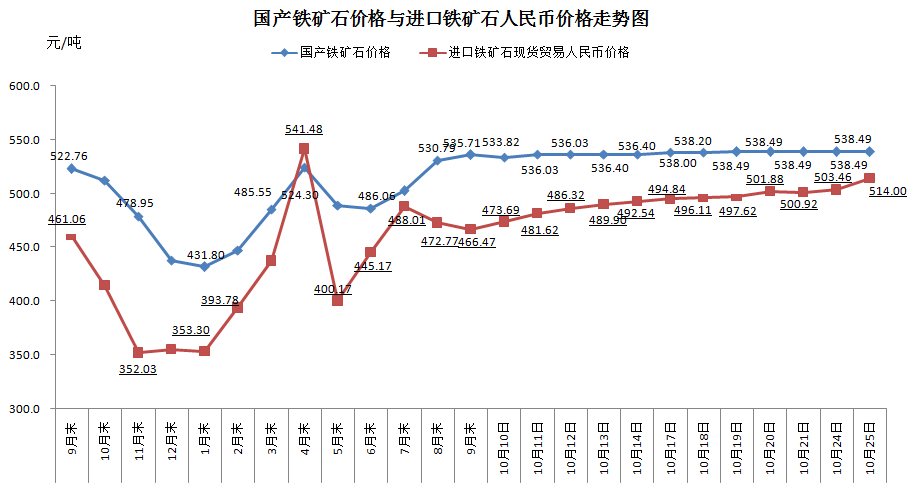 国产铁矿石价格与进口铁矿石人民币价格走势图
元/吨
国产铁矿石价格
进口铁矿石现货贸易人民币价格
600.0
550.0
500.0
450.0
400.0
350.0
300.0
522.76
478.95
431.80
485.55
524.30
486.06
530.79
535.71
533.82
536.03
536.03
536.40
536.40
538.00
538.20
538.49
538.49
538.49
538.49
538.49
461.06
352.03
353.30
393.78
541.48
400.17
445.17
488.01
472.77
466.47
473.69
481.62
486.32
489.90
492.54
494.84
496.11
497.62
501.88
500.92
503.46
514.00
9月末
10月末
11月末
12月末
1月末
2月末
3月末
4月末
5月末
6月末
7月末
8月末
9月末
10月10日
10月11日
10月12日
10月13日
10月14日
10月17日
10月18日
10月19日
10月20日
10月21日
10月24日
10月25日